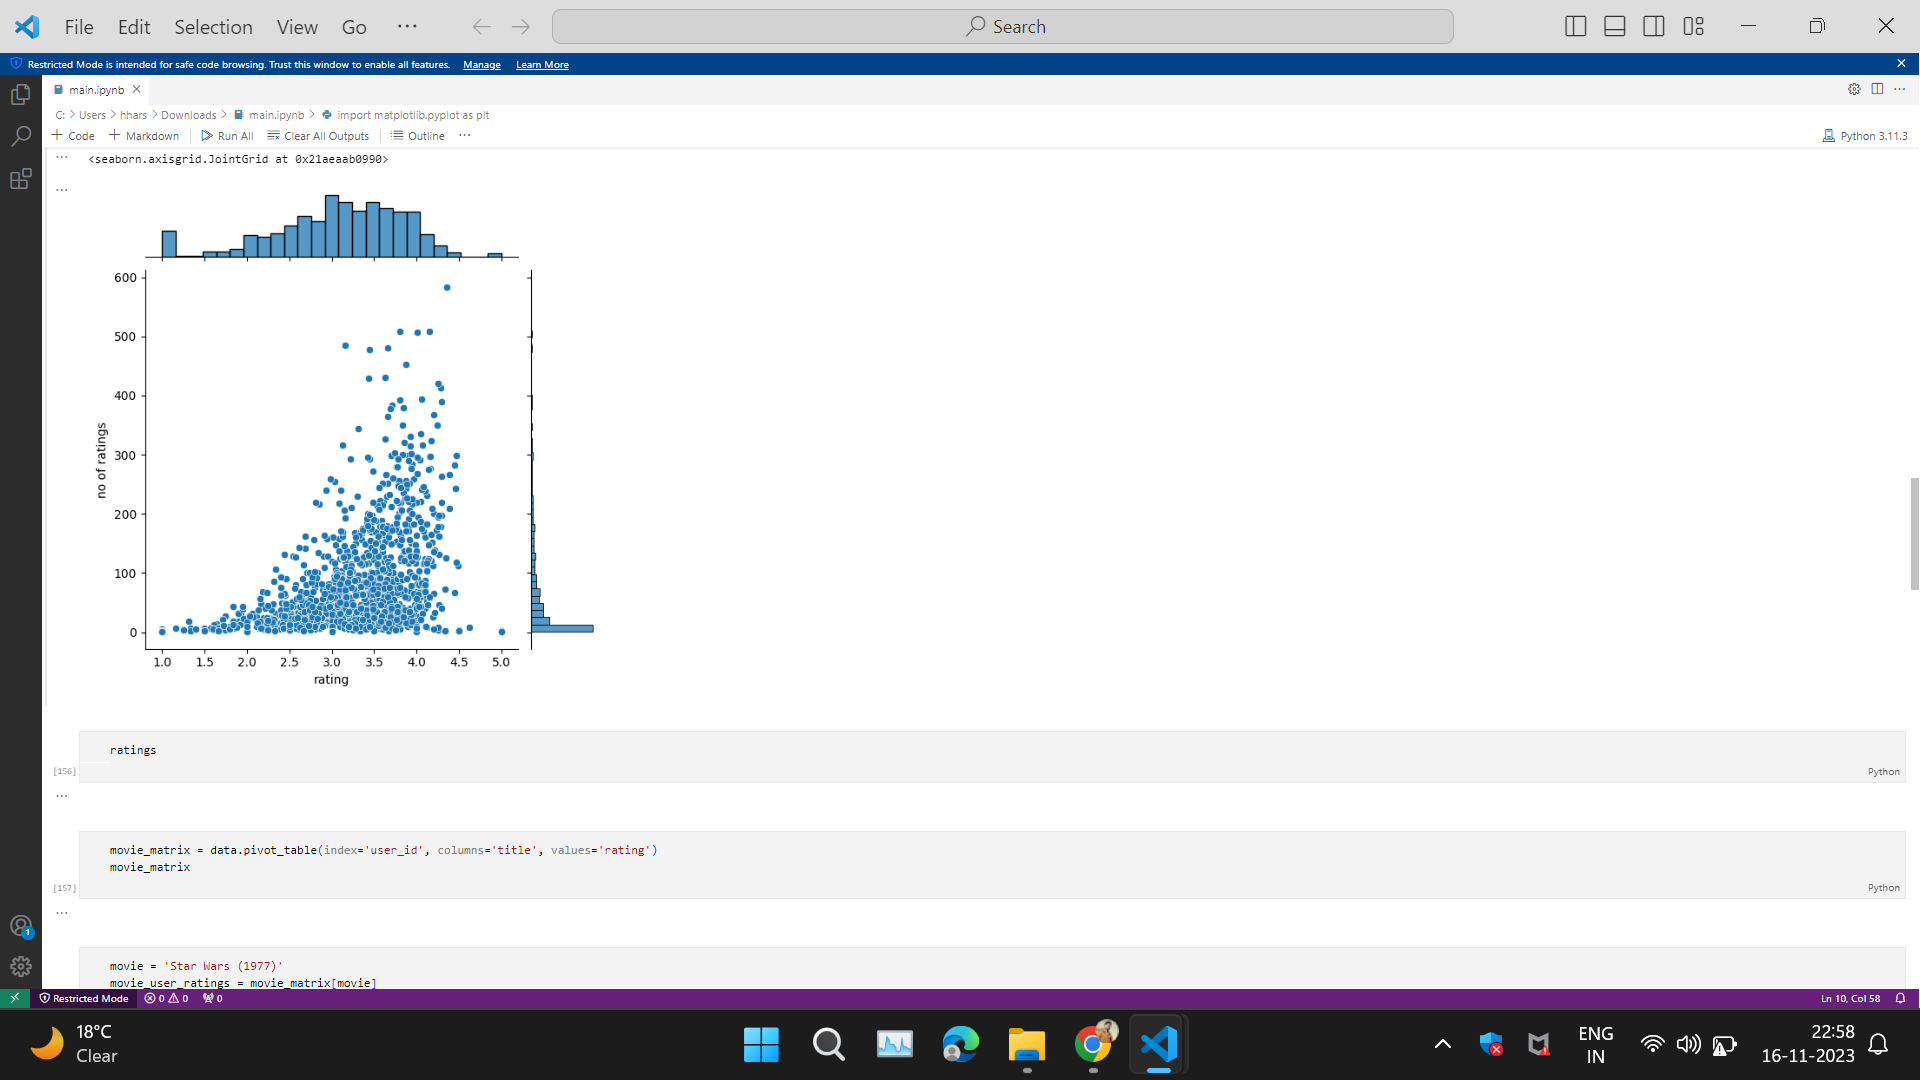 File Edit Selection View Go ··· Search
Restricted Mode is intended for safe code browsing. Trust this window to enable all features. Manage Learn More
main.ipynb
C: > Users > hhars > Downloads > main.ipynb > import matplotlib.pyplot as plt
+ Code + Markdown Run All Clear All Outputs Outline ··· Python 3.11.3
<seaborn.axisgrid.JointGrid at 0x21aeaab0990>
600
500
400
300
200
100
0
no of ratings
1.0 1.5 2.0 2.5 3.0 3.5 4.0 4.5 5.0
rating
ratings
[156] Python
movie_matrix = data.pivot_table(index='user_id', columns='title', values='rating')
movie_matrix
[157] Python
movie = 'Star Wars (1977)'
movie_user_ratings = movie_matrix[movie]
1
Restricted Mode 0 0 0 Ln 10, Col 58
18°C
Clear
ENG
IN
22:58
16-11-2023